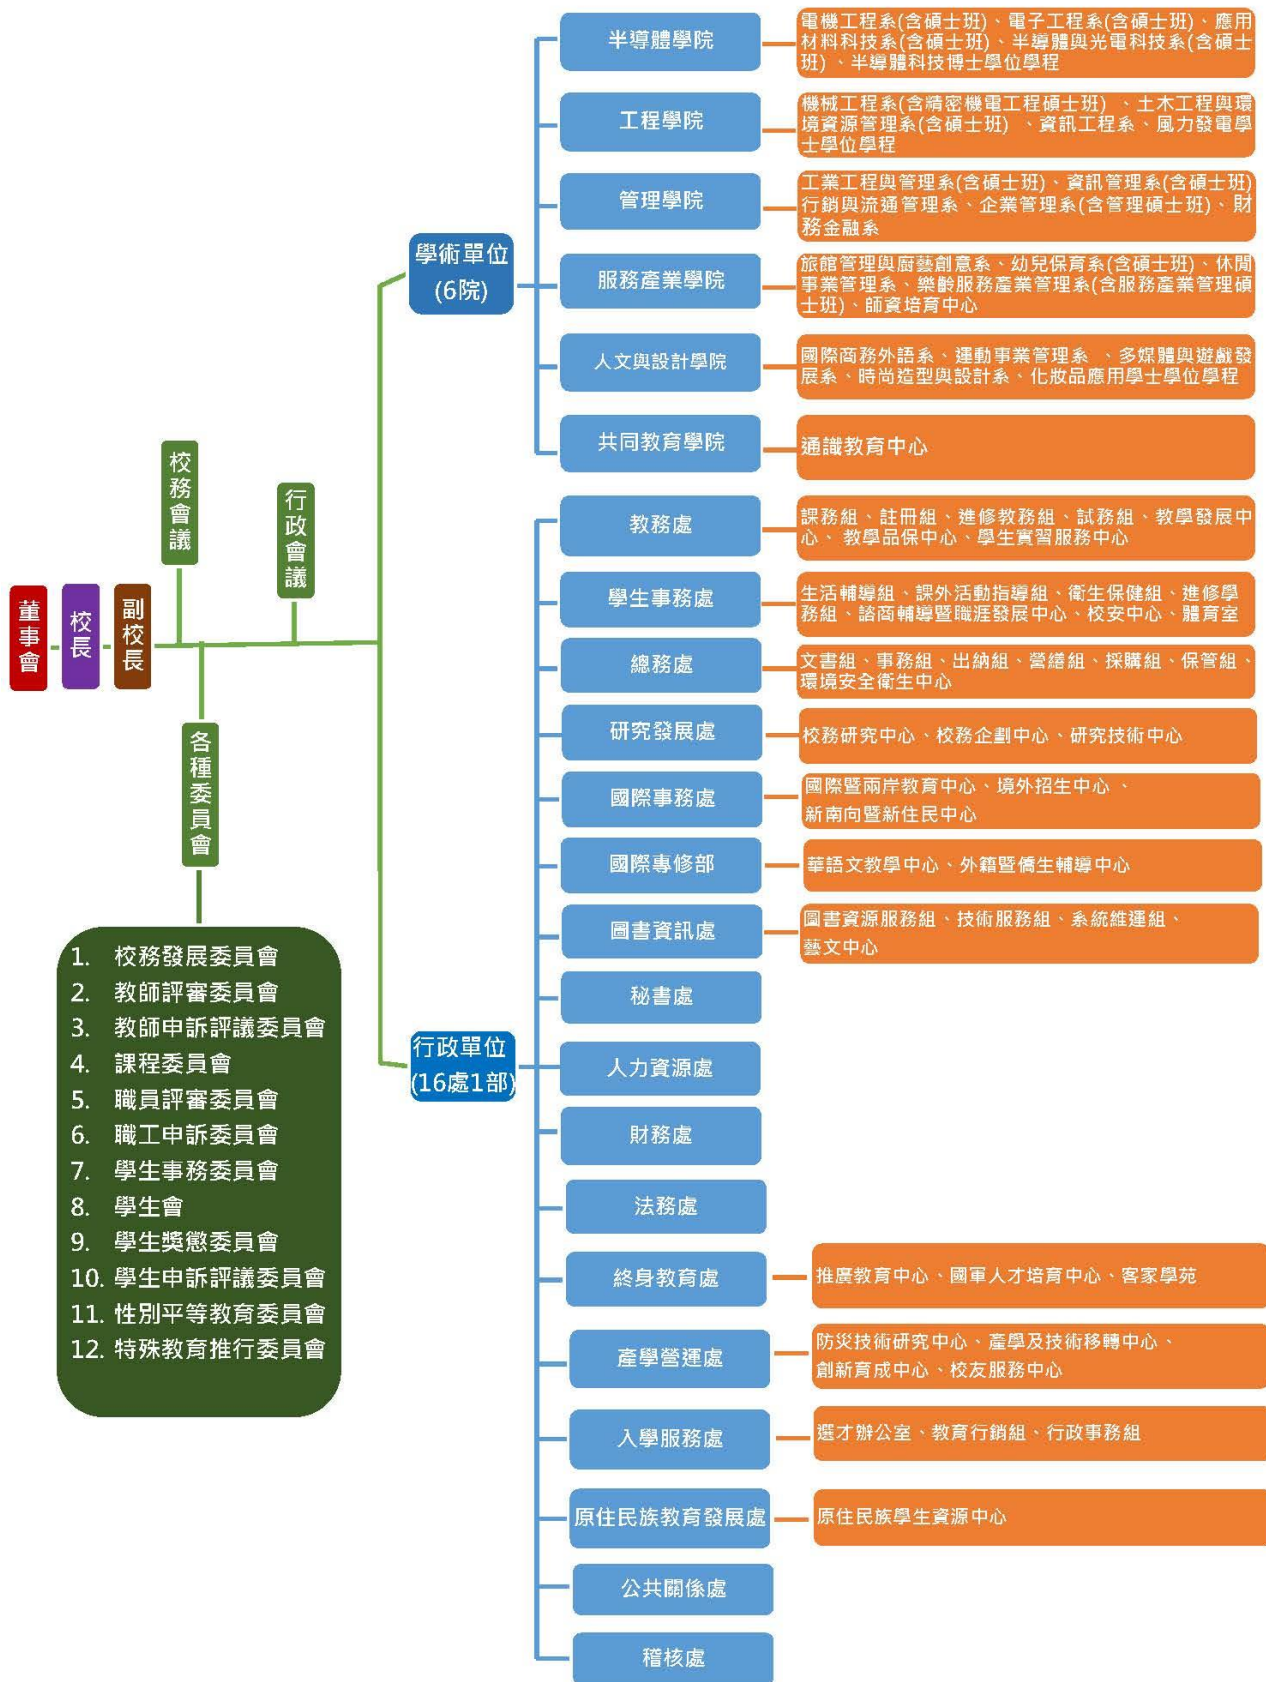 半導體學院
電機工程系(含碩士班)、電子工程系(含碩士班)、應用
材料科技系(含碩士班)、半導體與光電科技系(含碩士
班)、半導體科技博士學位學程
工程學院
機械工程系(含精密機電工程碩士班) 、土木工程與環
境資源管理系(含碩士班) 、資訊工程系、風力發電學
士學位學程
管理學院
工業工程與管理系(含碩士班)、資訊管理系(含碩士班)
行銷與流通管理系、企業管理系(含管理碩士班)、財
務金融系
學術單位
(6院)
服務產業學院
旅館管理與廚藝創意系、幼兒保育系(含碩士班)、休閒
事業管理系、樂齡服務產業管理系(含服務產業管理碩
士班)、師資培育中心
人文與設計學院
國際商務外語系、運動事業管理系 、多媒體與遊戲發
展系、時尚造型與設計系、化妝品應用學士學位學程
共同教育學院
通識教育中心
校務會議
行政會議
董事會
校長
副校長
各種委員會
1. 校務發展委員會
2. 教師評審委員會
3. 教師申訴評議委員會
4. 課程委員會
5. 職員評審委員會
6. 職工申訴委員會
7. 學生事務委員會
8. 學生會
9. 學生獎懲委員會
10. 學生申訴評議委員會
11. 性別平等教育委員會
12. 特殊教育推行委員會
行政單位
(16處1部)
教務處
課務組、註冊組、進修教務組、試務組、教學發展中
心、 教學品保中心、學生實習服務中心
學生事務處
生活輔導組、課外活動指導組、衛生保健組、進修學
務組、諮商輔導暨職涯發展中心、校安中心、體育室
總務處
文書組、事務組、出納組、營繕組、採購組、保管組、
環境安全衛生中心
研究發展處
校務研究中心、校務企劃中心、研究技術中心
國際事務處
國際暨兩岸教育中心、境外招生中心 、
新南向暨新住民中心
國際專修部
華語文教學中心、外籍暨僑生輔導中心
圖書資訊處
圖書資源服務組、技術服務組、系統維運組、
藝文中心
秘書處
人力資源處
財務處
法務處
終身教育處
推廣教育中心、國軍人才培育中心、客家學苑
產學營運處
防災技術研究中心、產學及技術移轉中心、
創新育成中心、校友服務中心
入學服務處
選才辦公室、教育行銷組、行政事務組
原住民族教育發展處
原住民族學生資源中心
公共關係處
稽核處